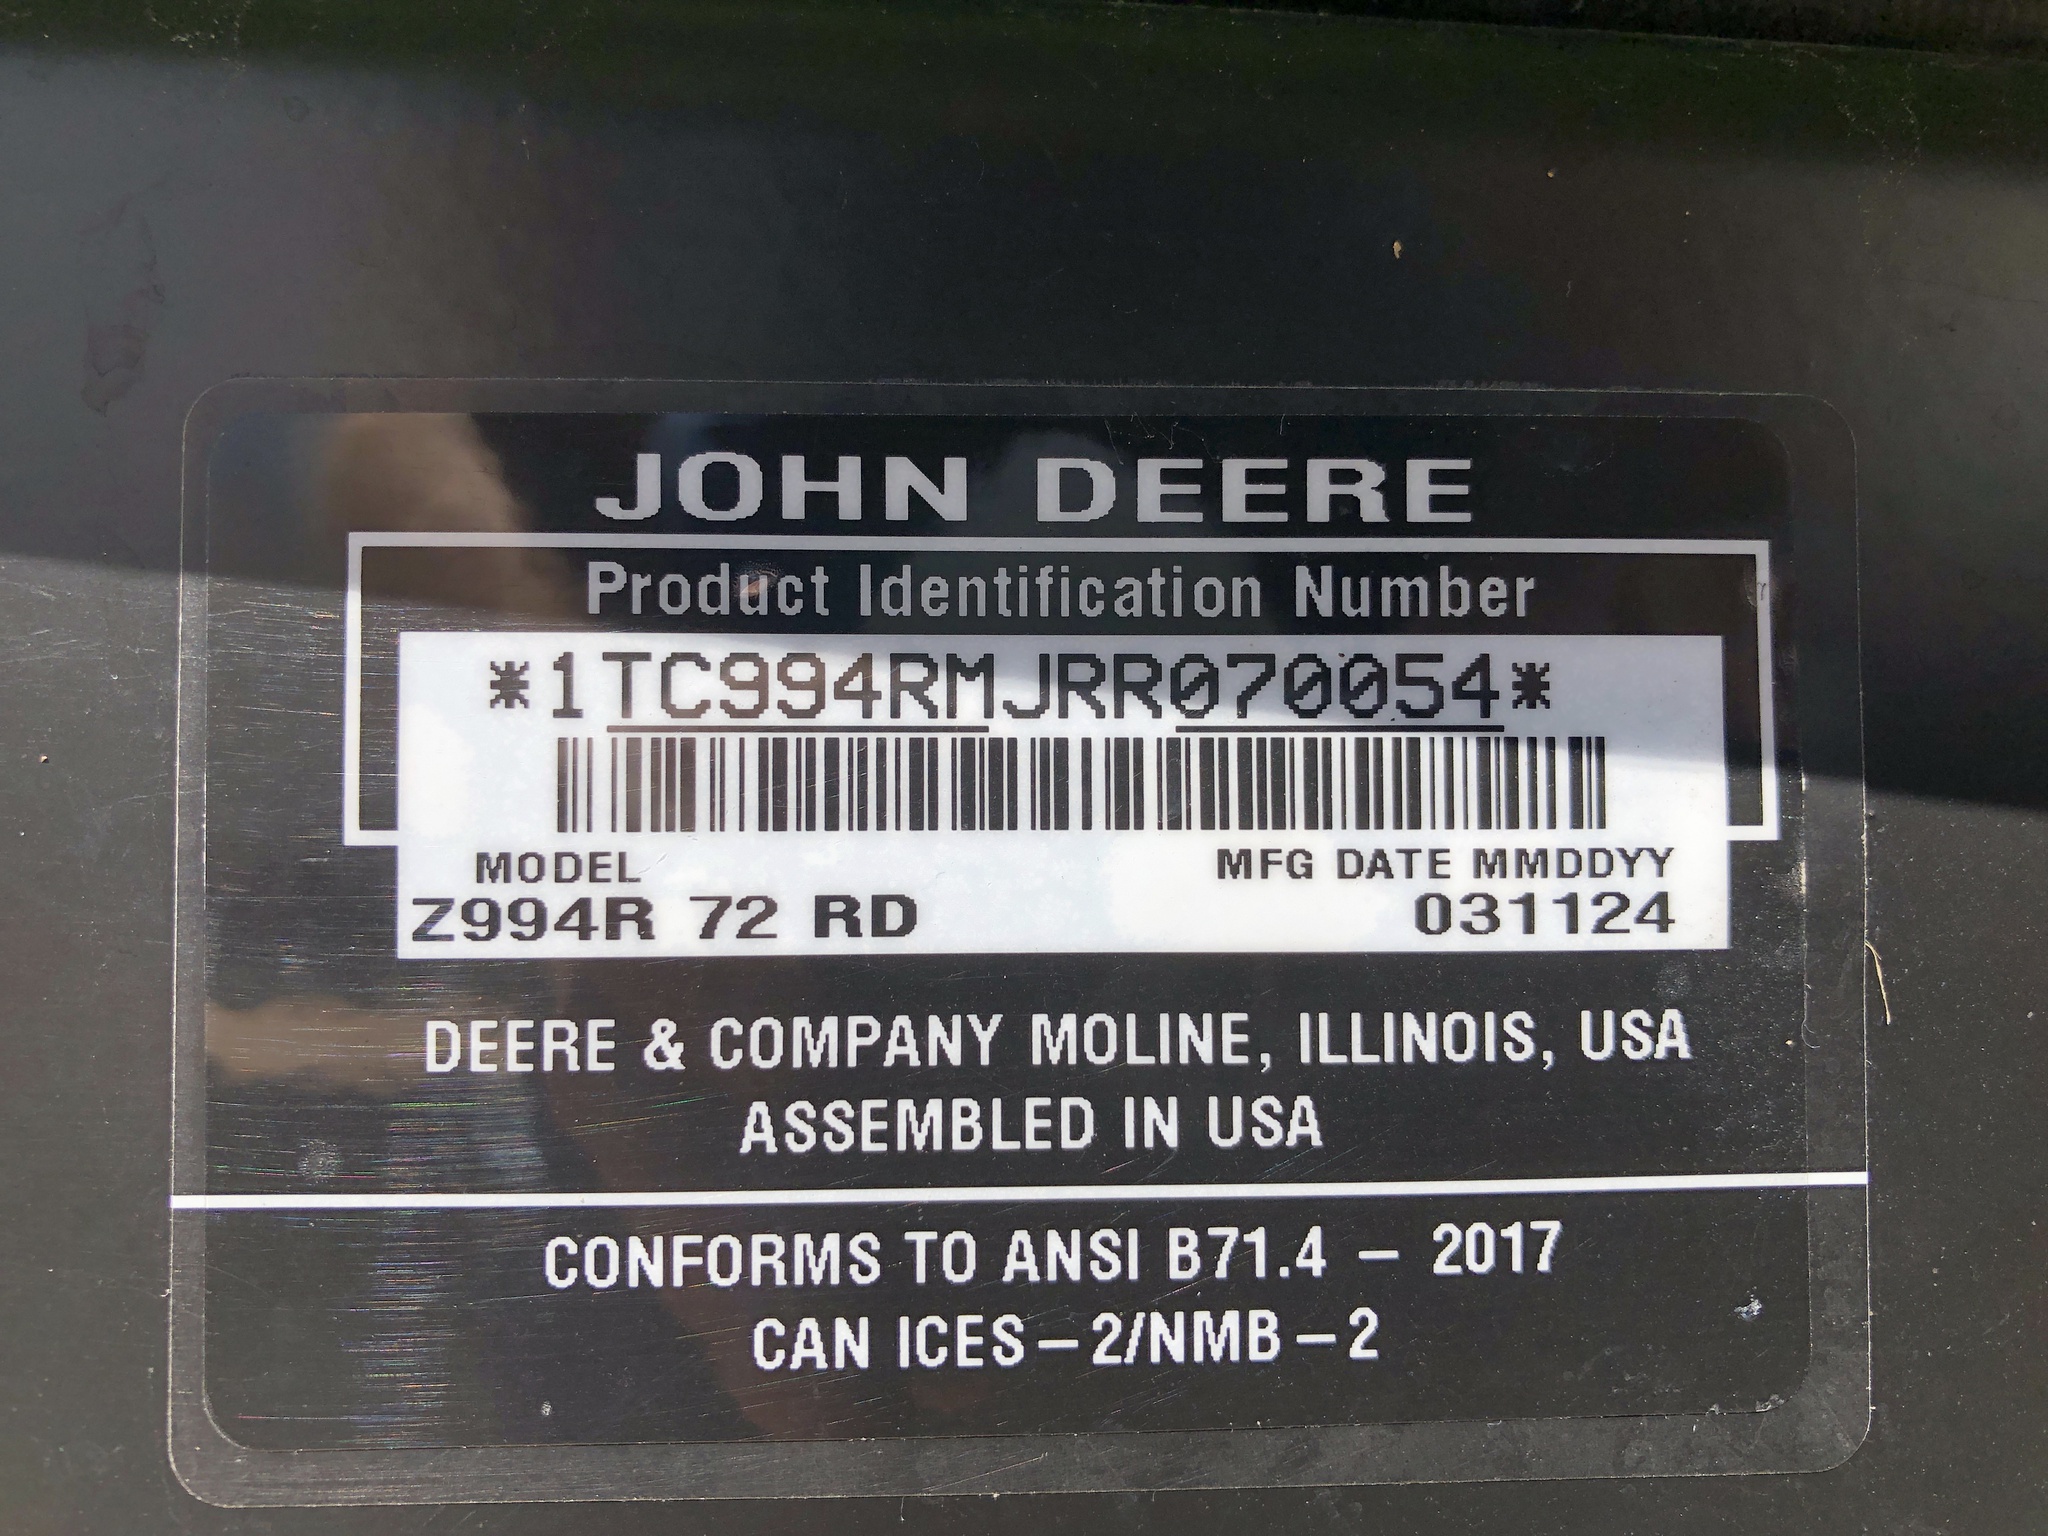 JOHN DEERE
Product Identification Number
*1TC994RMJRR070054*
MODEL
MFG DATE MMDDYY
Z994R 72 RD
031124
DEERE & COMPANY MOLINE, ILLINOIS, USA
ASSEMBLED IN USA
CONFORMS TO ANSI B71.4 – 2017
CAN ICES – 2/NMB – 2